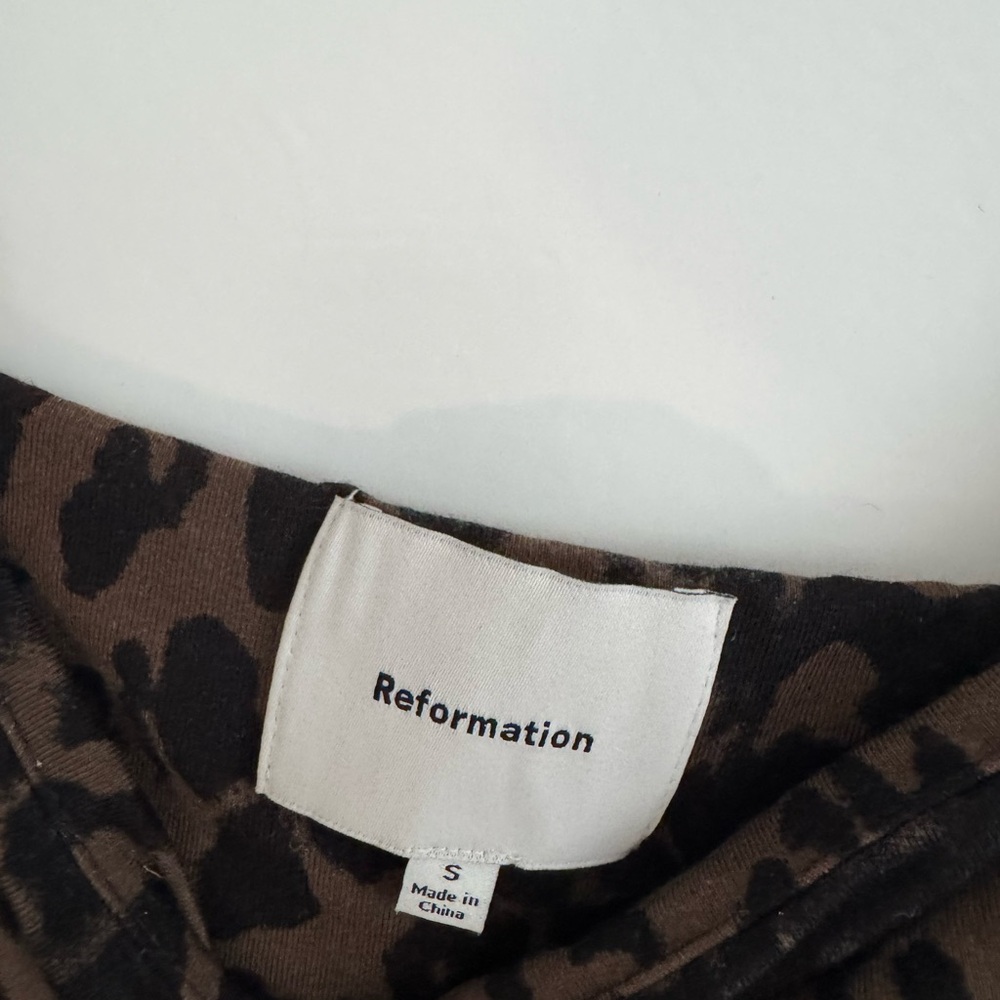 Reformation
S
Made in
China